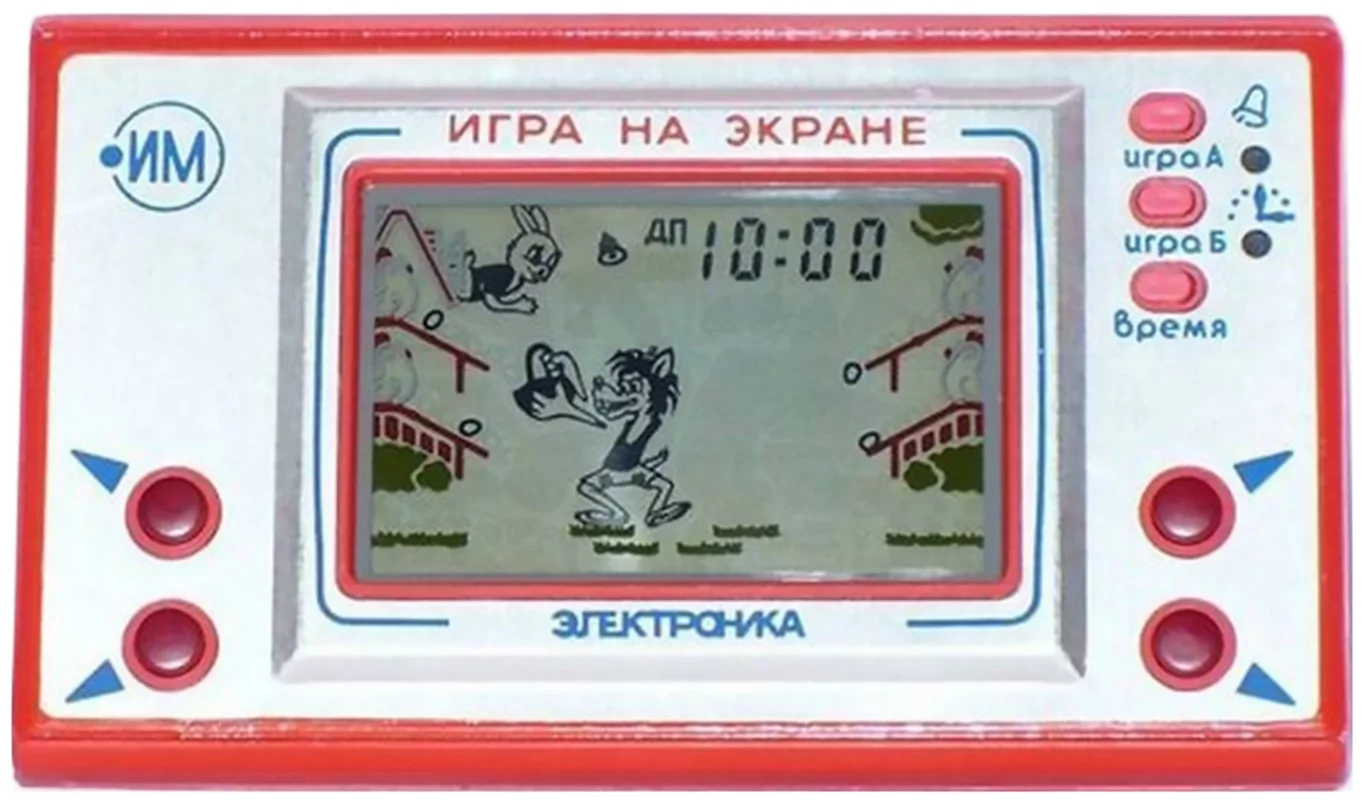 ИМ
ИГРА НА ЭКРАНЕ
ДП 10:00
игра А
игра Б
время
ЭЛЕКТРОНИКА